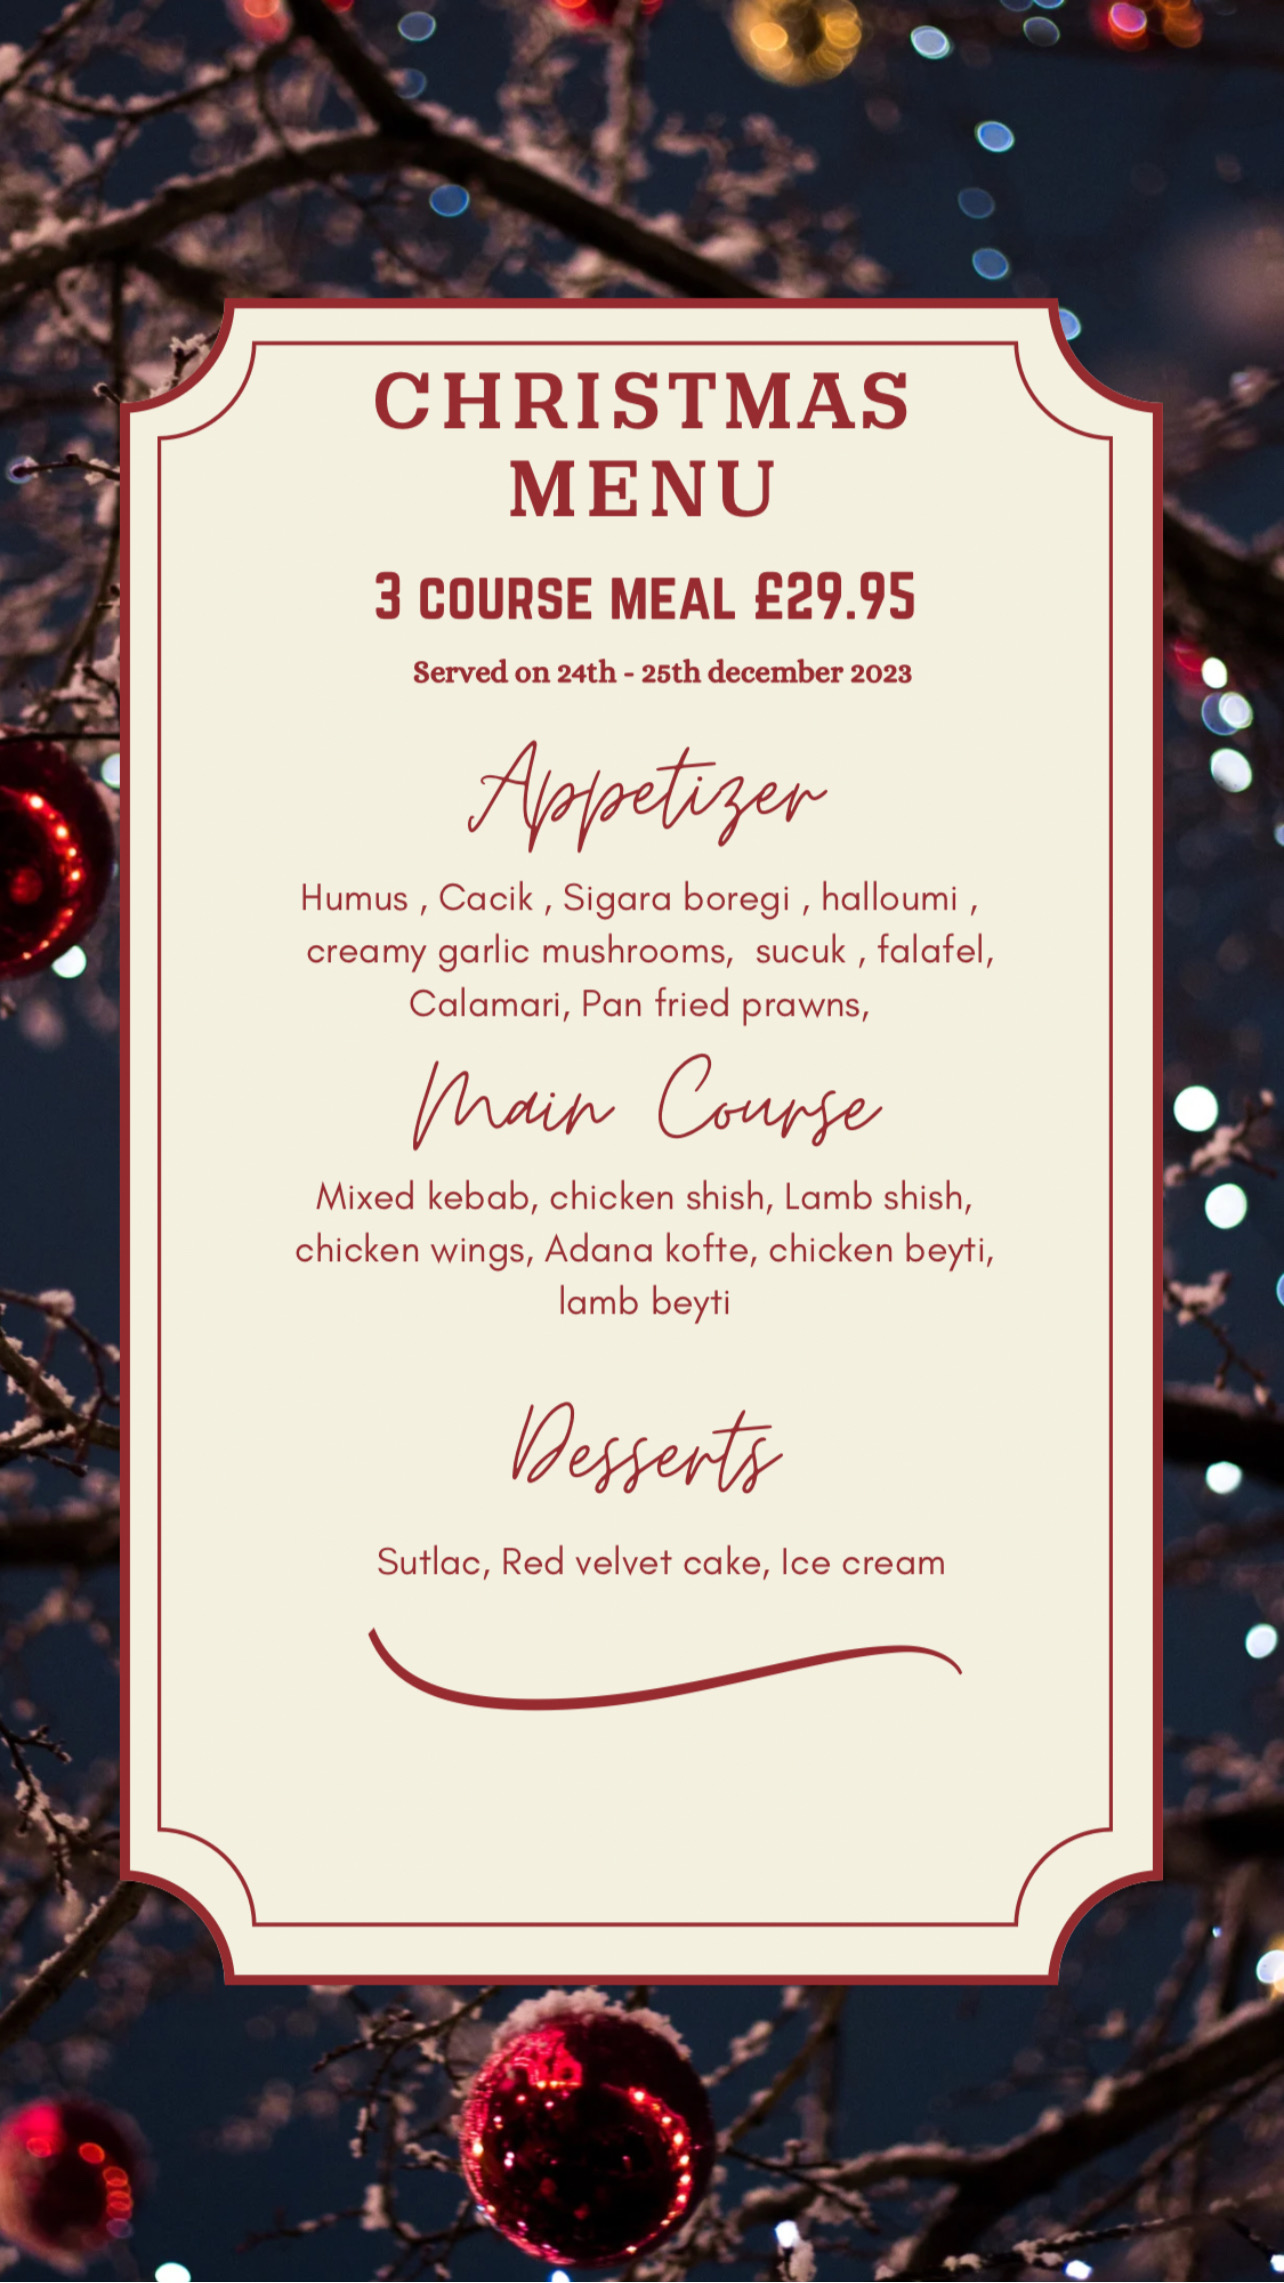 CHRISTMAS
MENU
3 COURSE MEAL £29.95
Served on 24th - 25th december 2023
Appetizer
Humus , Cacik , Sigara boregi , halloumi ,
creamy garlic mushrooms,  sucuk , falafel,
Calamari, Pan fried prawns,
Main Course
Mixed kebab, chicken shish, Lamb shish,
chicken wings, Adana kofte, chicken beyti,
lamb beyti
Desserts
Sutlac, Red velvet cake, Ice cream